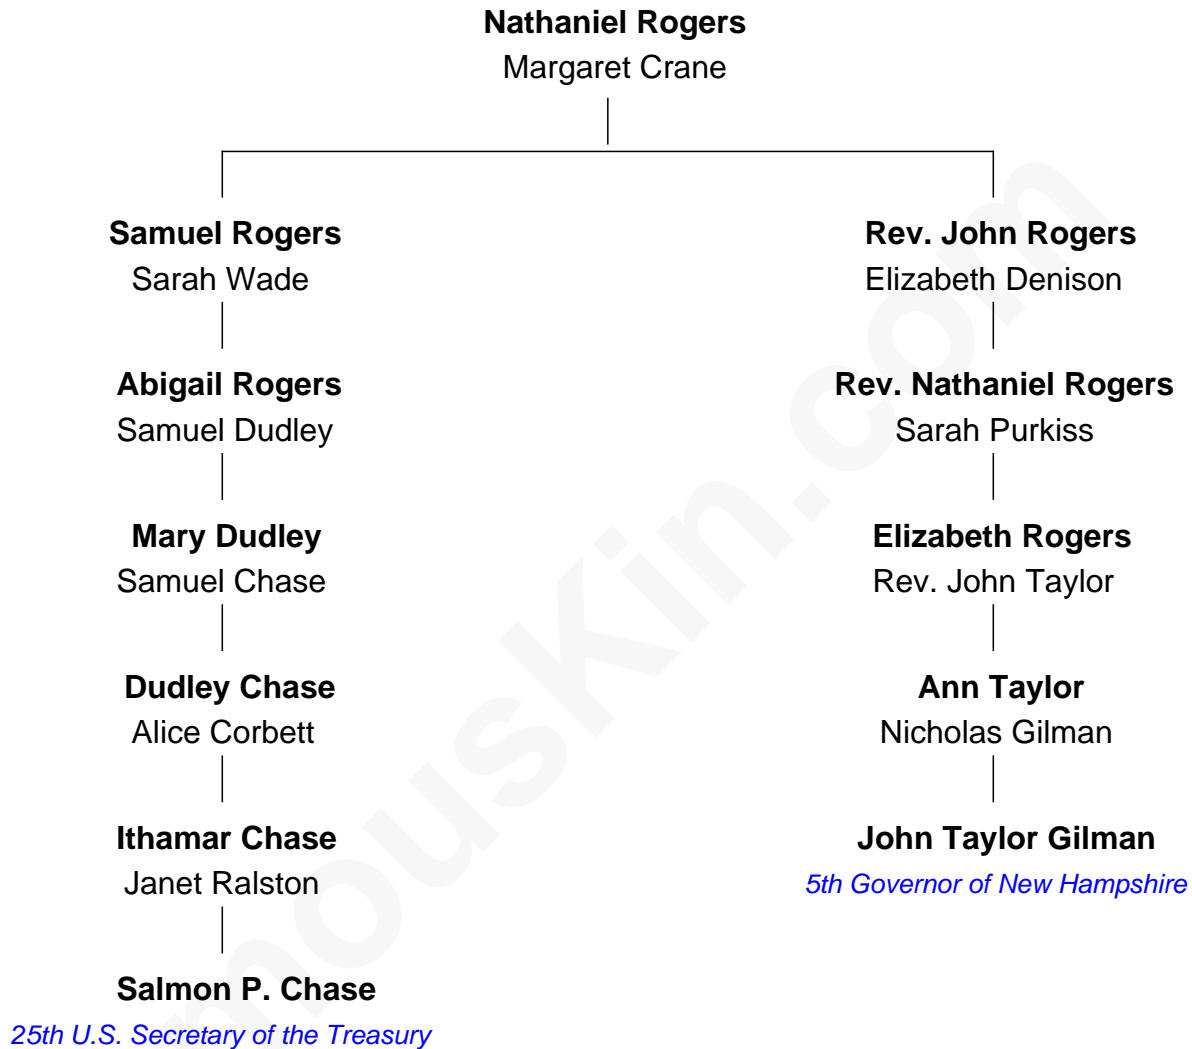 Nathaniel Rogers
Margaret Crane
Samuel Rogers
Sarah Wade
Rev. John Rogers
Elizabeth Denison
Abigail Rogers
Samuel Dudley
Rev. Nathaniel Rogers
Sarah Purkiss
Mary Dudley
Samuel Chase
Elizabeth Rogers
Rev. John Taylor
Dudley Chase
Alice Corbett
Ann Taylor
Nicholas Gilman
Ithamar Chase
Janet Ralston
John Taylor Gilman
5th Governor of New Hampshire
Salmon P. Chase
25th U.S. Secretary of the Treasury
mouskin.com